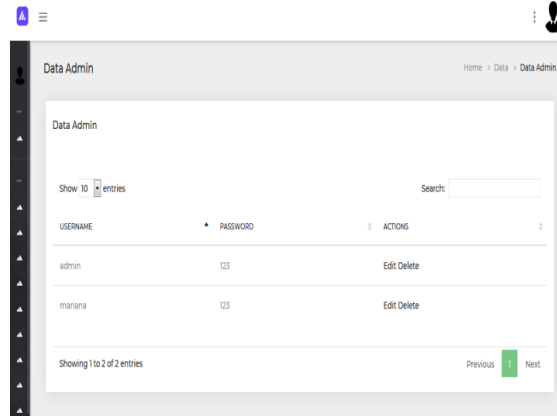 Data Admin
Home > Data > Data Admin
Data Admin
Show 10 entries
Search:
USERNAME PASSWORD ACTIONS
admin 123 Edit Delete
mariana 123 Edit Delete
Showing 1 to 2 of 2 entries
Previous 1 Next